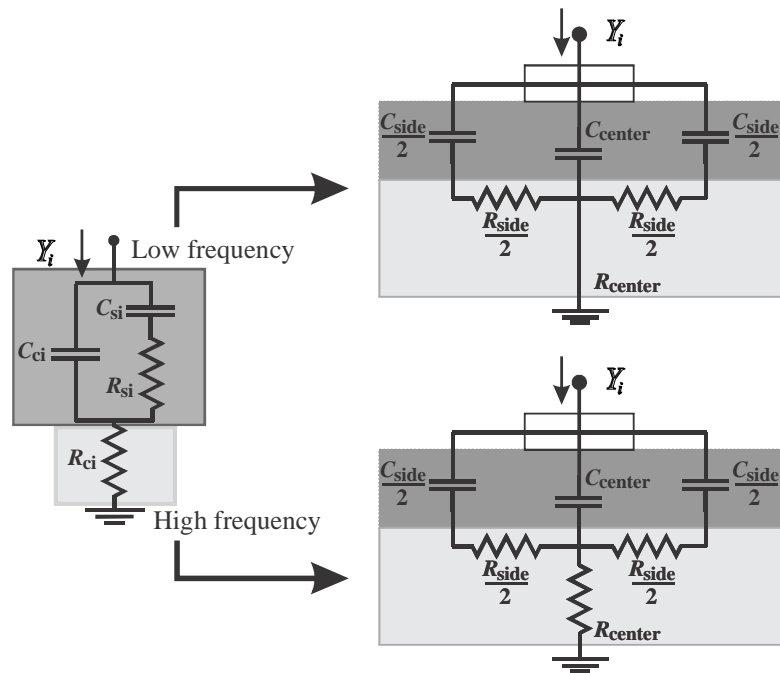 Y_i
C_side/2
C_center
C_side/2
R_side/2
R_side/2
R_center
Y_i
Low frequency
C_si
C_ci
R_si
R_ci
High frequency
Y_i
C_side/2
C_center
C_side/2
R_side/2
R_side/2
R_center